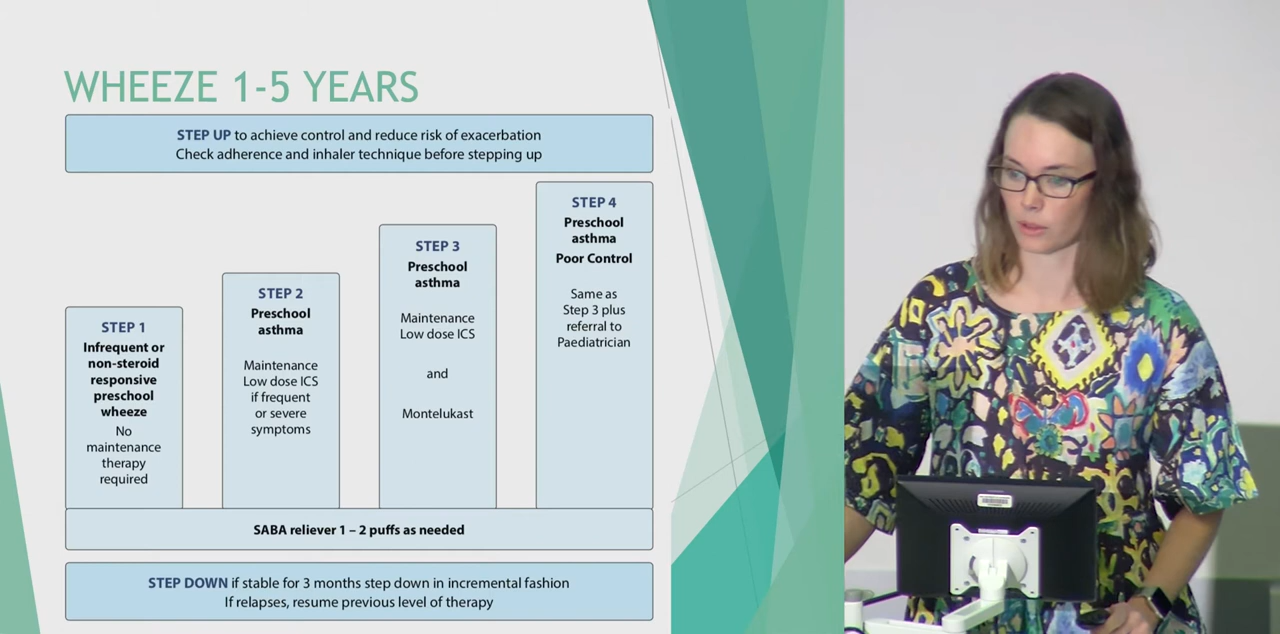 WHEEZE 1-5 YEARS
STEP UP to achieve control and reduce risk of exacerbation
Check adherence and inhaler technique before stepping up
STEP 1
Infrequent or
non-steroid
responsive
preschool
wheeze
No
maintenance
therapy
required
STEP 2
Preschool
asthma
Maintenance
Low dose ICS
if frequent
or severe
symptoms
STEP 3
Preschool
asthma
Maintenance
Low dose ICS
and
Montelukast
STEP 4
Preschool
asthma
Poor Control
Same as
Step 3 plus
referral to
Paediatrician
SABA reliever 1 – 2 puffs as needed
STEP DOWN if stable for 3 months step down in incremental fashion
If relapses, resume previous level of therapy